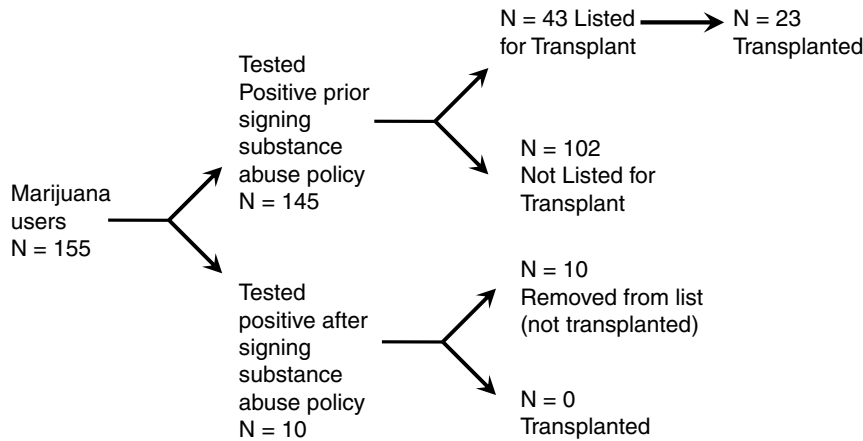 Marijuana
users
N = 155
Tested
Positive prior
signing
substance
abuse policy
N = 145
N = 43 Listed
for Transplant
N = 23
Transplanted
N = 102
Not Listed for
Transplant
Tested
positive after
signing
substance
abuse policy
N = 10
N = 10
Removed from list
(not transplanted)
N = 0
Transplanted